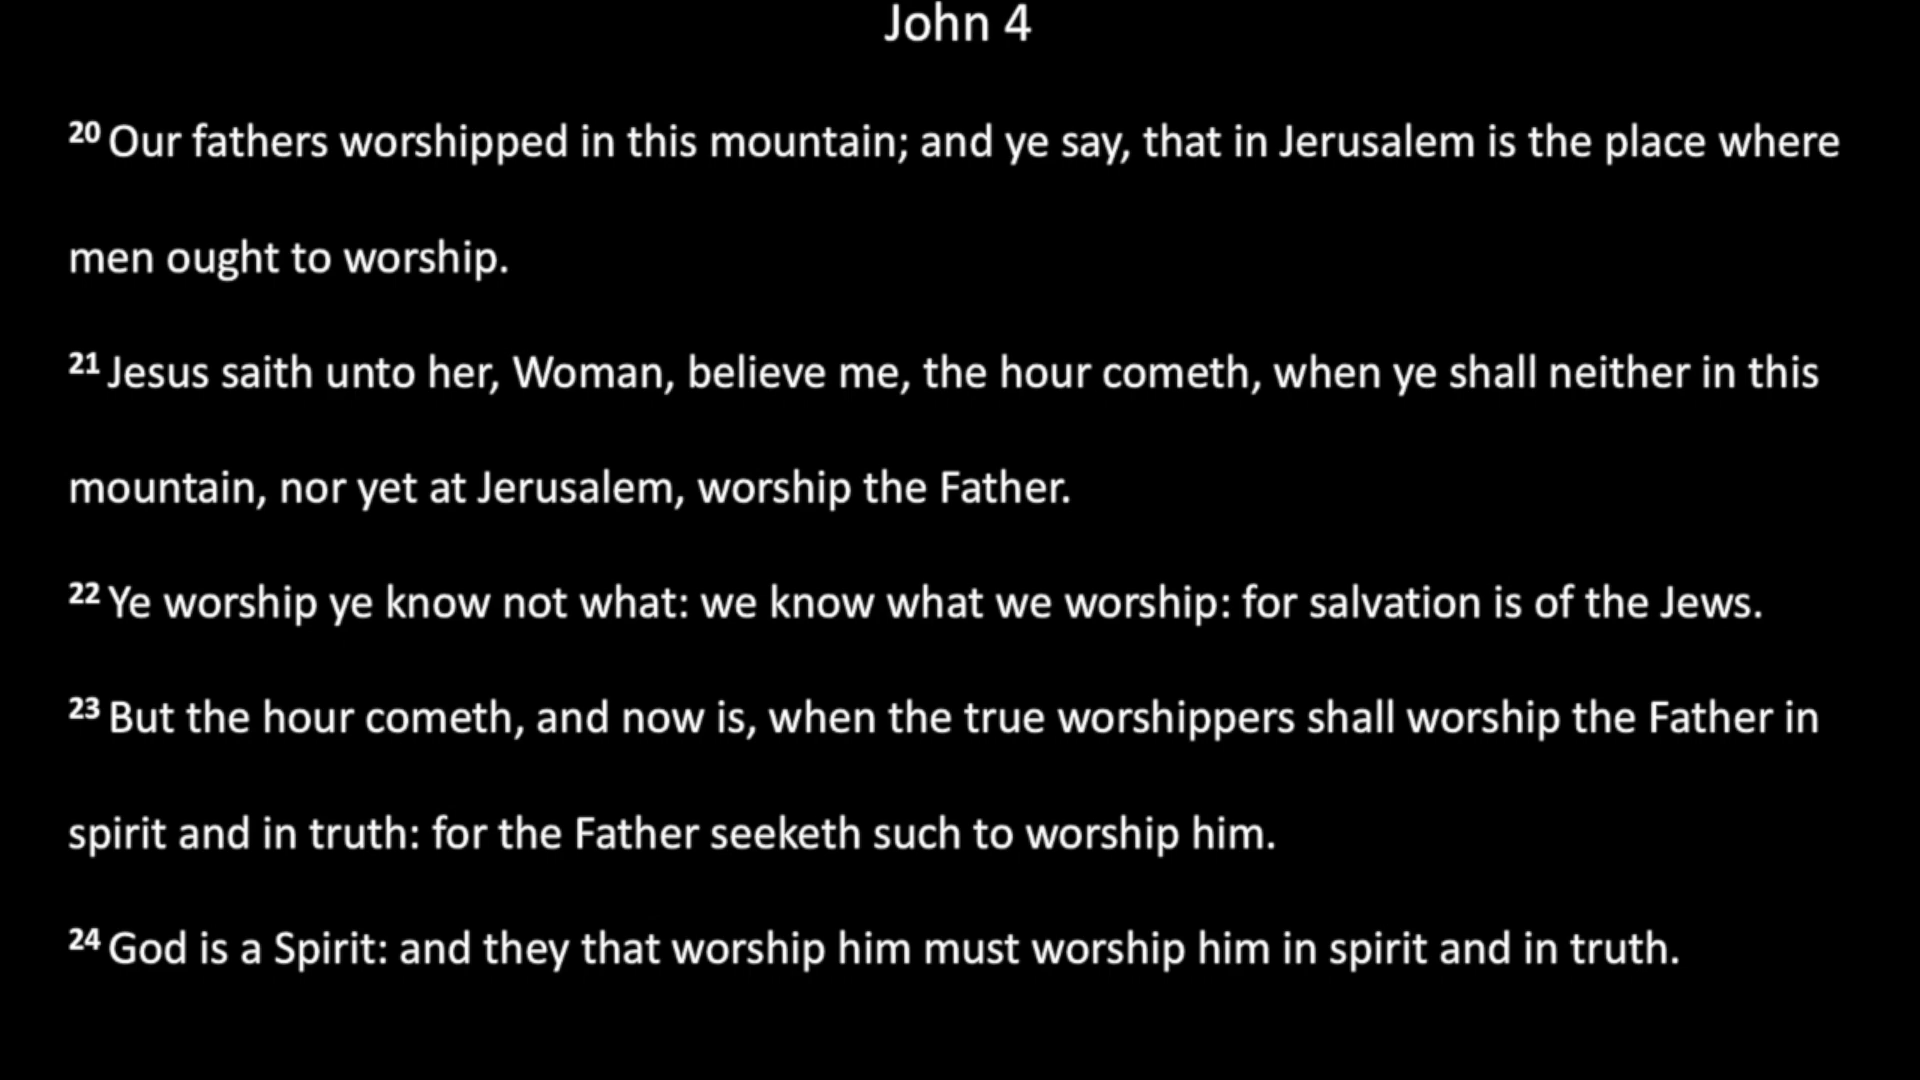 John 4
20 Our fathers worshipped in this mountain; and ye say, that in Jerusalem is the place where
men ought to worship.
21 Jesus saith unto her, Woman, believe me, the hour cometh, when ye shall neither in this
mountain, nor yet at Jerusalem, worship the Father.
22 Ye worship ye know not what: we know what we worship: for salvation is of the Jews.
23 But the hour cometh, and now is, when the true worshippers shall worship the Father in
spirit and in truth: for the Father seeketh such to worship him.
24 God is a Spirit: and they that worship him must worship him in spirit and in truth.